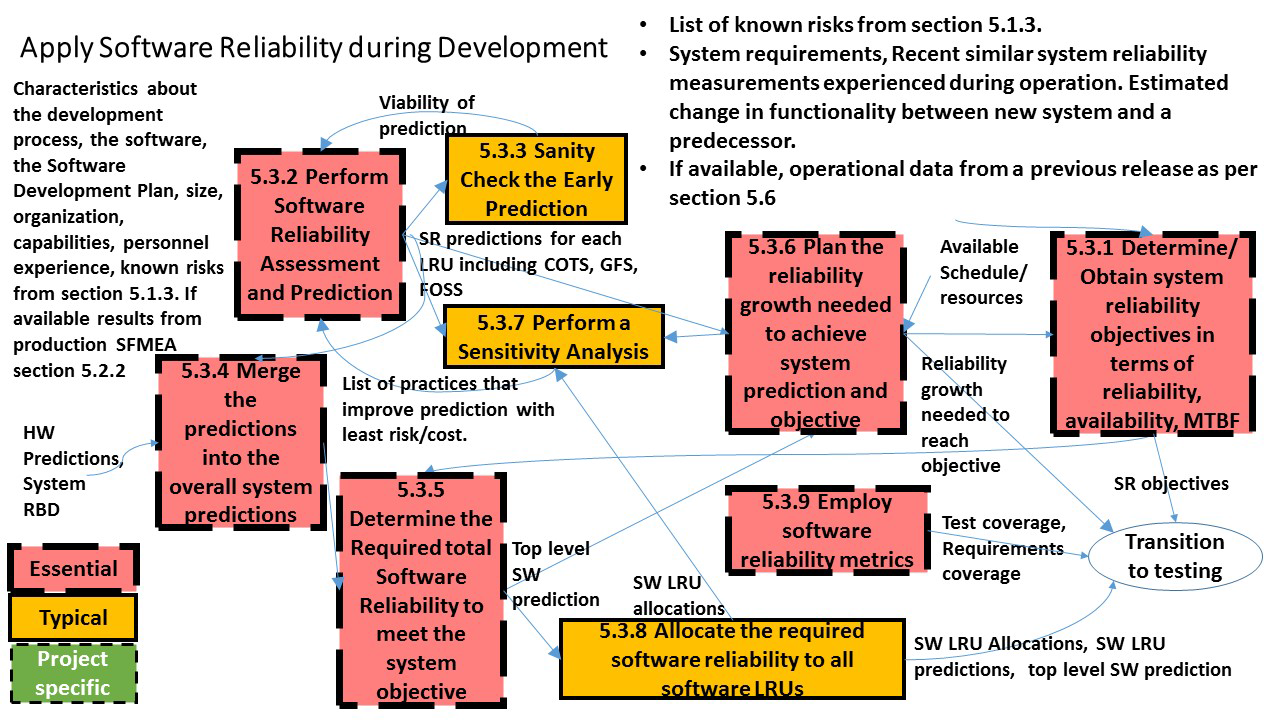 Apply Software Reliability during Development
• List of known risks from section 5.1.3.
• System requirements, Recent similar system reliability
measurements experienced during operation. Estimated
change in functionality between new system and a
predecessor.
• If available, operational data from a previous release as per
section 5.6
Characteristics about
the development
process, the software,
the Software
Development Plan, size,
organization,
capabilities, personnel
experience, known risks
from section 5.1.3. If
available results from
production SFMEA
section 5.2.2
Viability of
prediction
5.3.2 Perform
Software
Reliability
Assessment
and Prediction
5.3.3 Sanity
Check the Early
Prediction
SR predictions for each
LRU including COTS, GFS,
FOSS
5.3.7 Perform a
Sensitivity Analysis
5.3.6 Plan the
reliability
growth needed
to achieve
system
prediction and
objective
Available
Schedule/
resources
5.3.1 Determine/
Obtain system
reliability
objectives in
terms of
reliability,
availability, MTBF
5.3.4 Merge
the
predictions
into the
overall system
predictions
List of practices that
improve prediction with
least risk/cost.
Reliability
growth
needed to
reach
objective
HW
Predictions,
System
RBD
5.3.5
Determine the
Required total
Software
Reliability to
meet the
system
objective
SR objectives
5.3.9 Employ
software
reliability metrics
Test coverage,
Requirements
coverage
Transition
to testing
Top level
SW
prediction
SW LRU
allocations
5.3.8 Allocate the required
software reliability to all
software LRUs
SW LRU Allocations, SW LRU
predictions, top level SW prediction
Essential
Typical
Project
specific